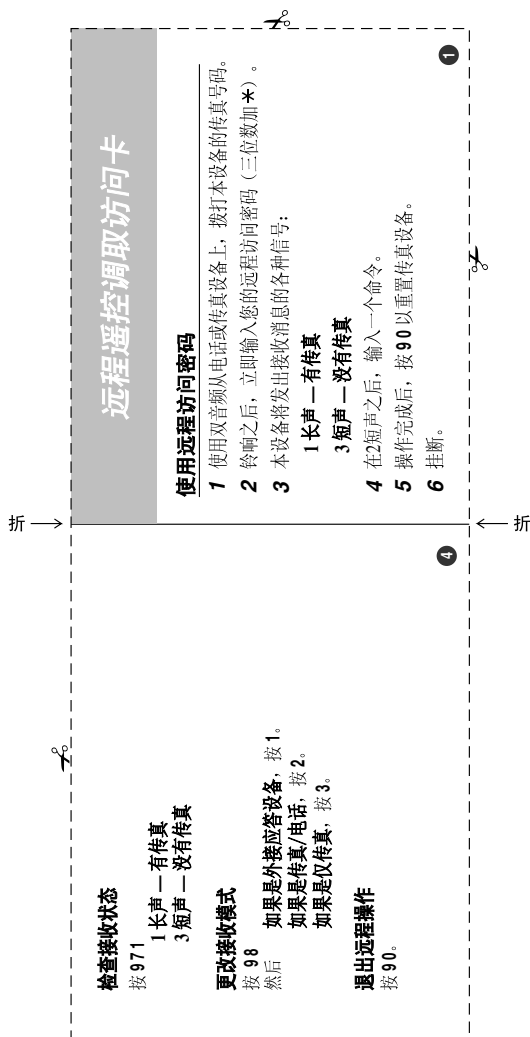 远程遥控调取访问卡
使用远程访问密码
1 使用双音频从电话或传真设备上，拨打本设备的传真号码。
2 铃响之后，立即输入您的远程访问密码（三位数加＊）。
3 本设备将发出接收消息的各种信号：
1长声 — 有传真
3短声 — 没有传真
4 在2短声之后，输入一个命令。
5 操作完成后，按 90 以重置传真设备。
6 挂断。
1
折
折
检查接收状态
按 971
1长声 — 有传真
3短声 — 没有传真
更改接收模式
按 98
然后
如果是外接应答设备，按 1。
如果是传真/电话，按 2。
如果是仅传真，按 3。
退出远程操作
按 90。
4